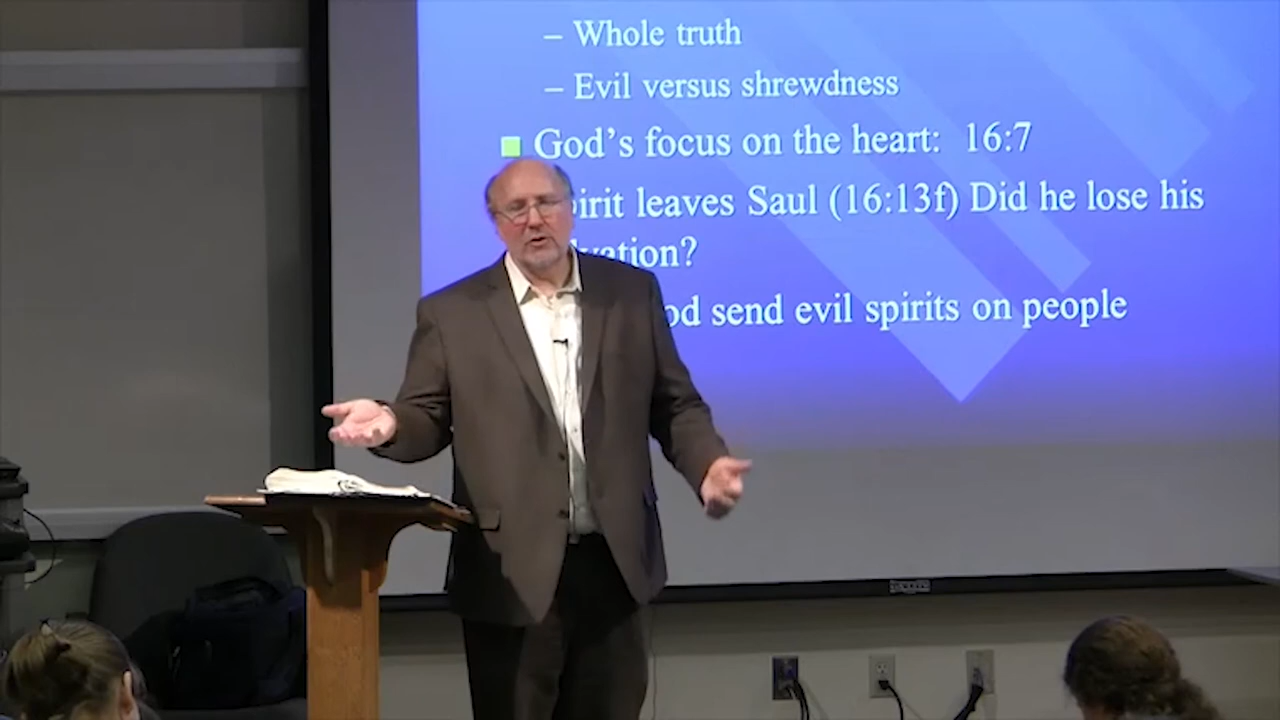 – Whole truth
– Evil versus shrewdness
God's focus on the heart: 16:7
leaves Saul (16:13f) Did he lose his
send evil spirits on people